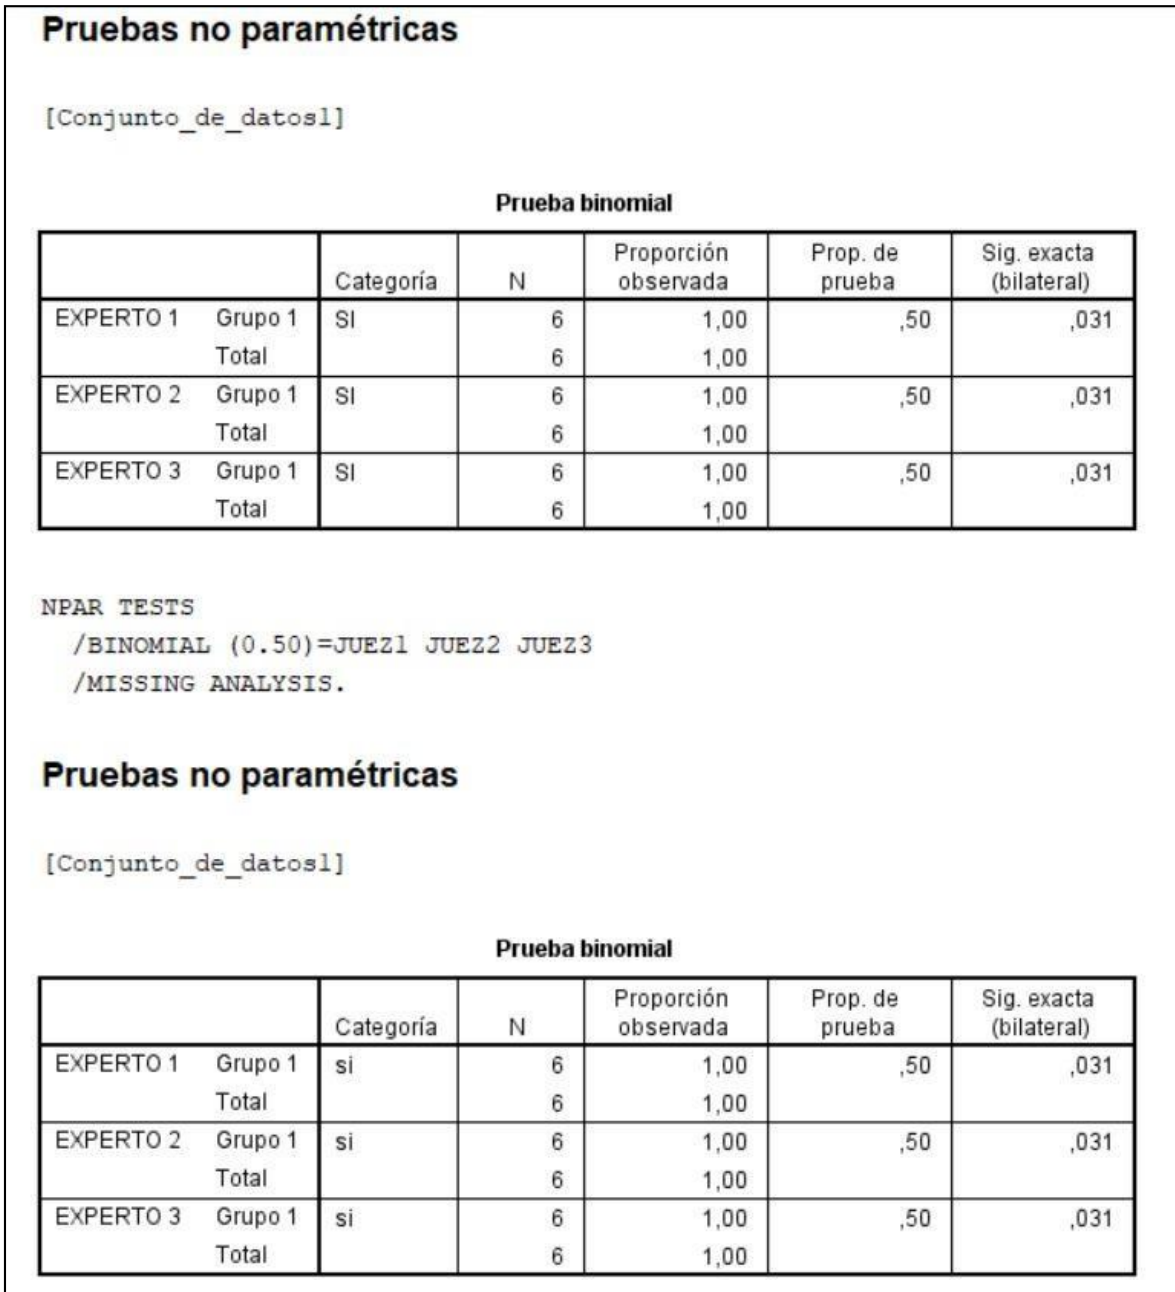 Pruebas no paramétricas
[Conjunto_de_datos1]
Prueba binomial
Categoría N Proporción observada Prop. de prueba Sig. exacta (bilateral)
EXPERTO 1 Grupo 1 SI 6 1,00 ,50 ,031
Total 6 1,00
EXPERTO 2 Grupo 1 SI 6 1,00 ,50 ,031
Total 6 1,00
EXPERTO 3 Grupo 1 SI 6 1,00 ,50 ,031
Total 6 1,00
NPAR TESTS
/BINOMIAL (0.50)=JUEZ1 JUEZ2 JUEZ3
/MISSING ANALYSIS.
Pruebas no paramétricas
[Conjunto_de_datos1]
Prueba binomial
Categoría N Proporción observada Prop. de prueba Sig. exacta (bilateral)
EXPERTO 1 Grupo 1 si 6 1,00 ,50 ,031
Total 6 1,00
EXPERTO 2 Grupo 1 si 6 1,00 ,50 ,031
Total 6 1,00
EXPERTO 3 Grupo 1 si 6 1,00 ,50 ,031
Total 6 1,00